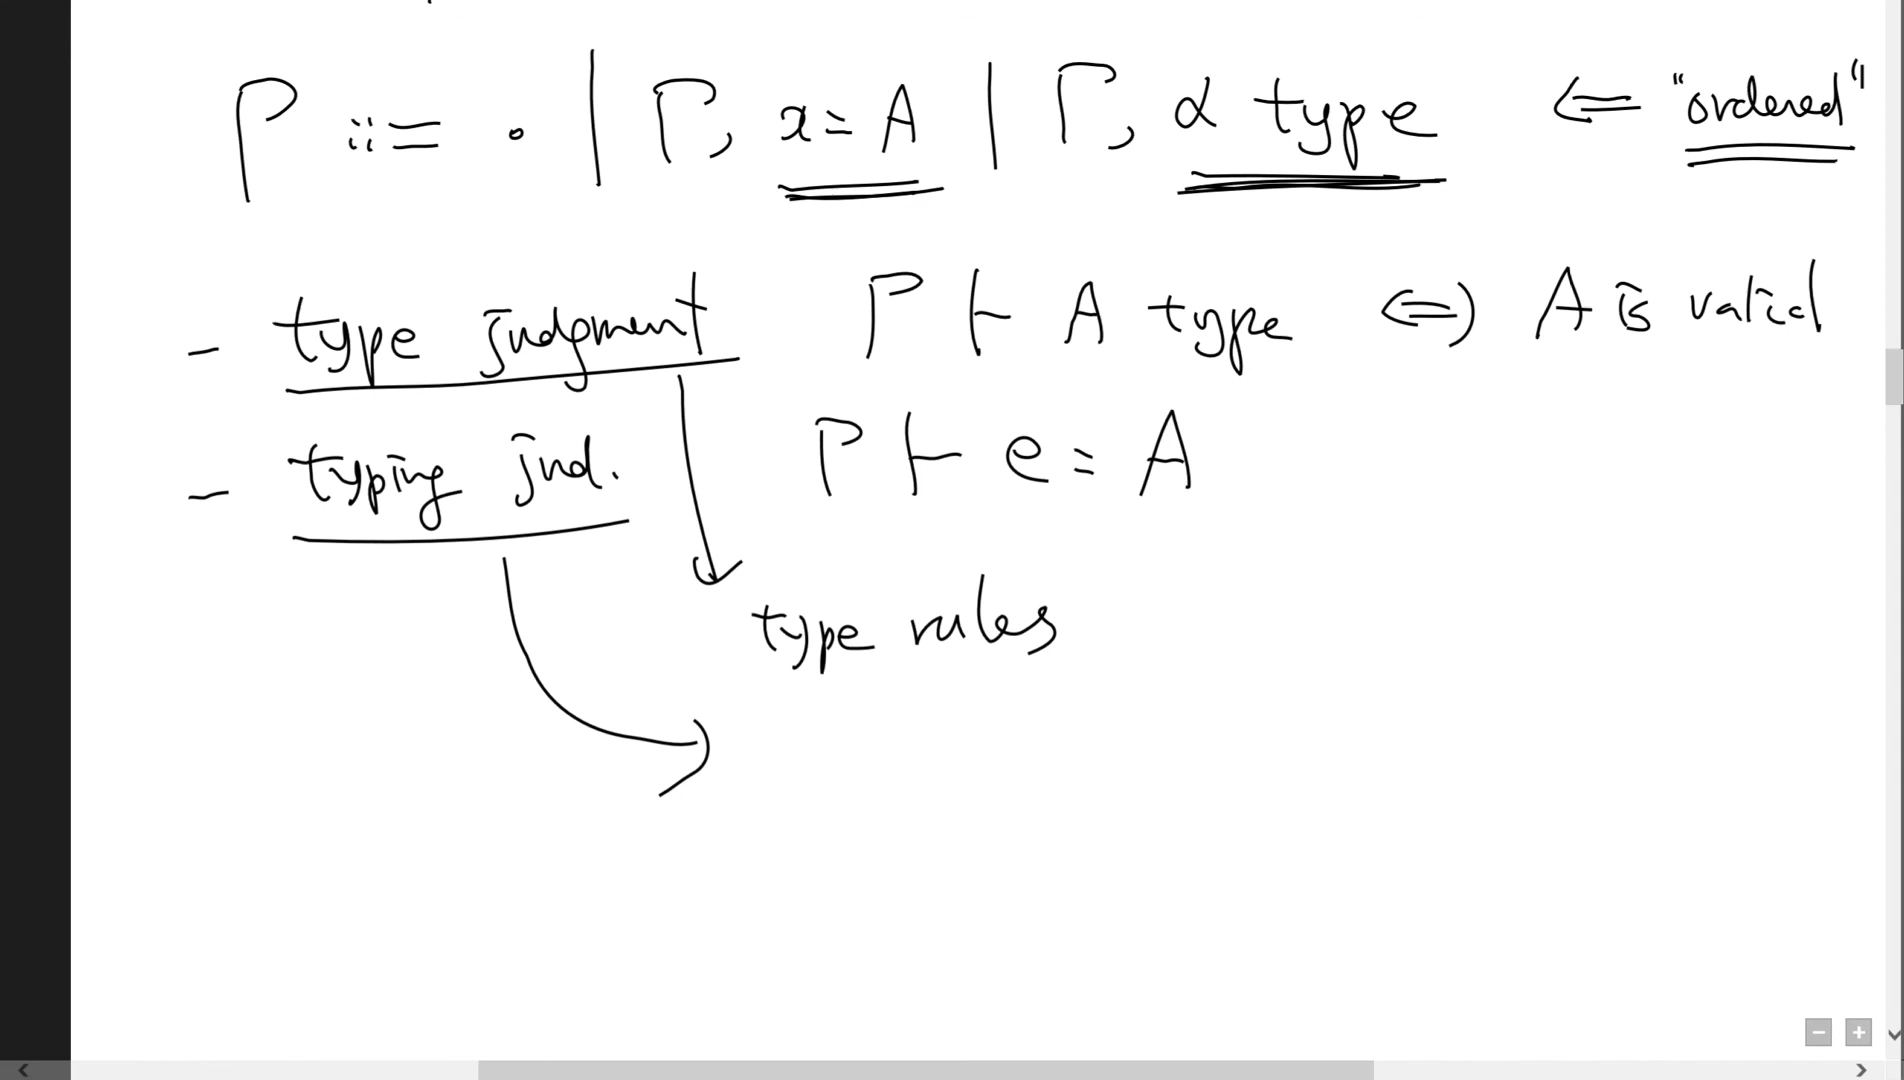 Γ ::= · | Γ, x : A | Γ, α type ⇐ "ordered"
- type judgment Γ ⊢ A type ⇔ A is valid
- typing jud. Γ ⊢ e : A
type rules